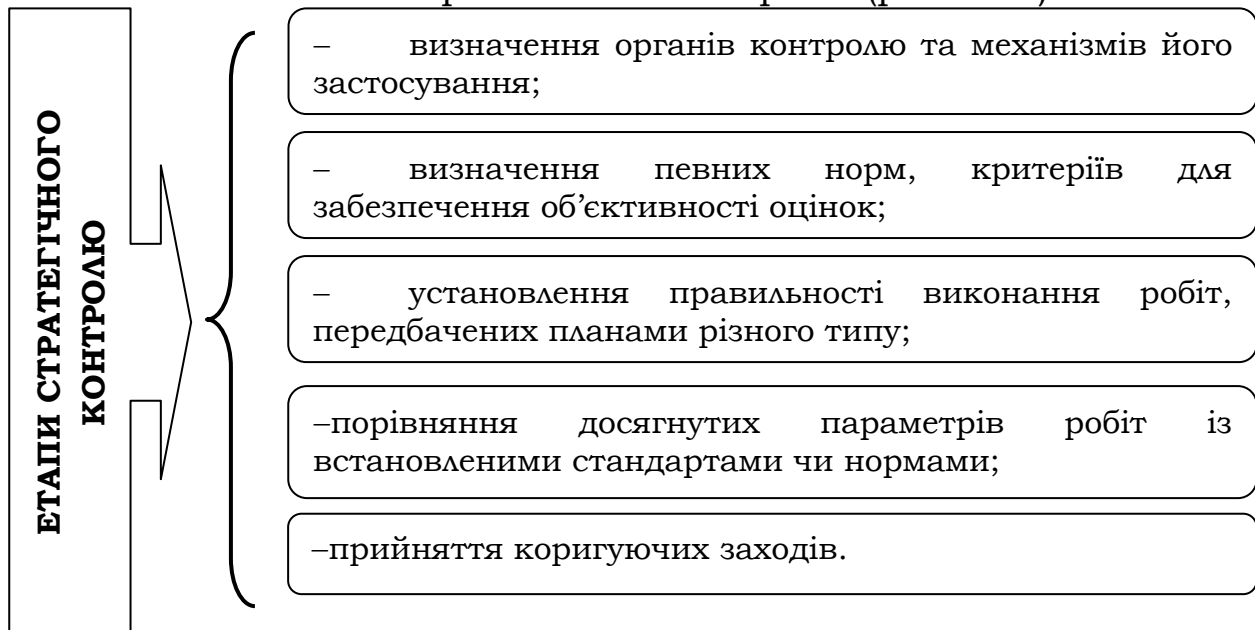 ЕТАПИ СТРАТЕГІЧНОГО
КОНТРОЛЮ
– визначення органів контролю та механізмів його
застосування;
– визначення певних норм, критеріїв для
забезпечення об’єктивності оцінок;
– установлення правильності виконання робіт,
передбачених планами різного типу;
–порівняння досягнутих параметрів робіт із
встановленими стандартами чи нормами;
–прийняття коригуючих заходів.